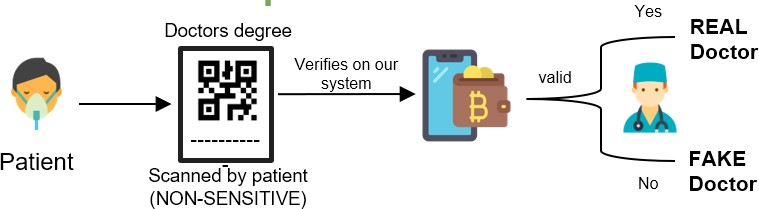 Patient
Doctors degree
Scanned by patient
(NON-SENSITIVE)
Verifies on our
system
valid
Yes
REAL
Doctor
No
FAKE
Doctor